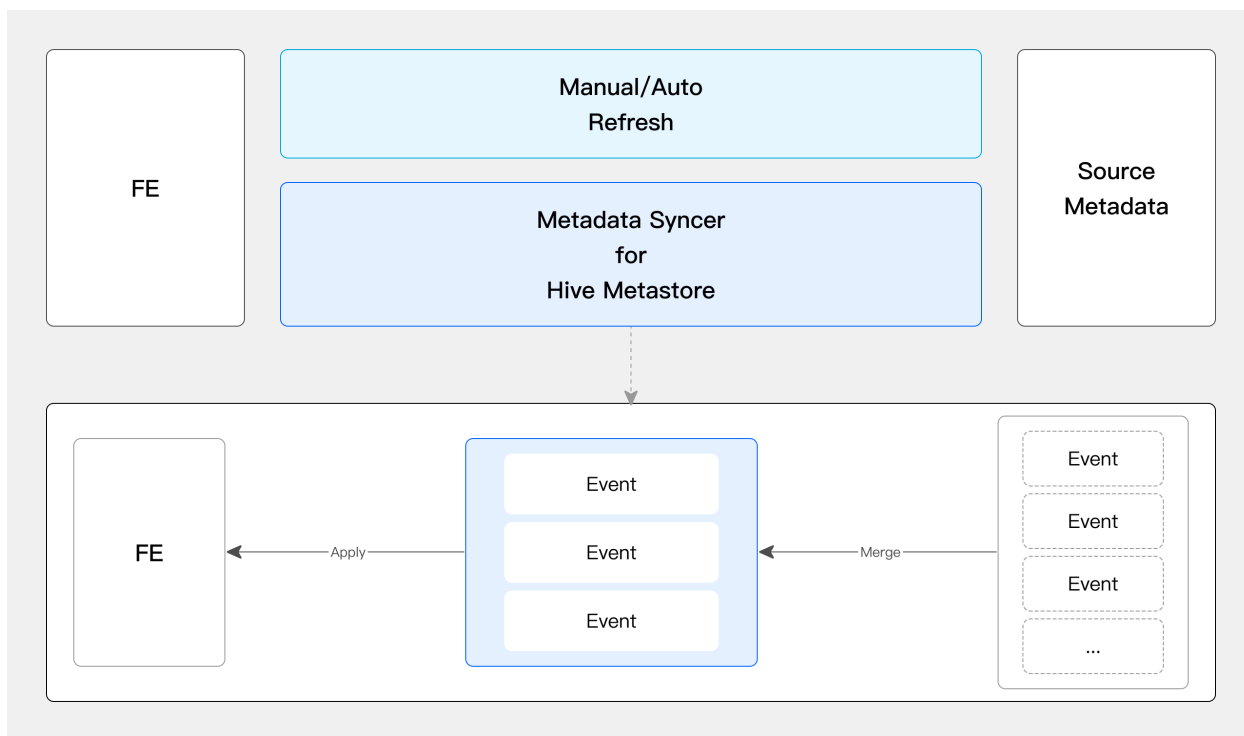 FE
Manual/Auto
Refresh
Metadata Syncer
for
Hive Metastore
Source
Metadata
FE
Apply
Event
Event
Event
Merge
Event
Event
Event
...